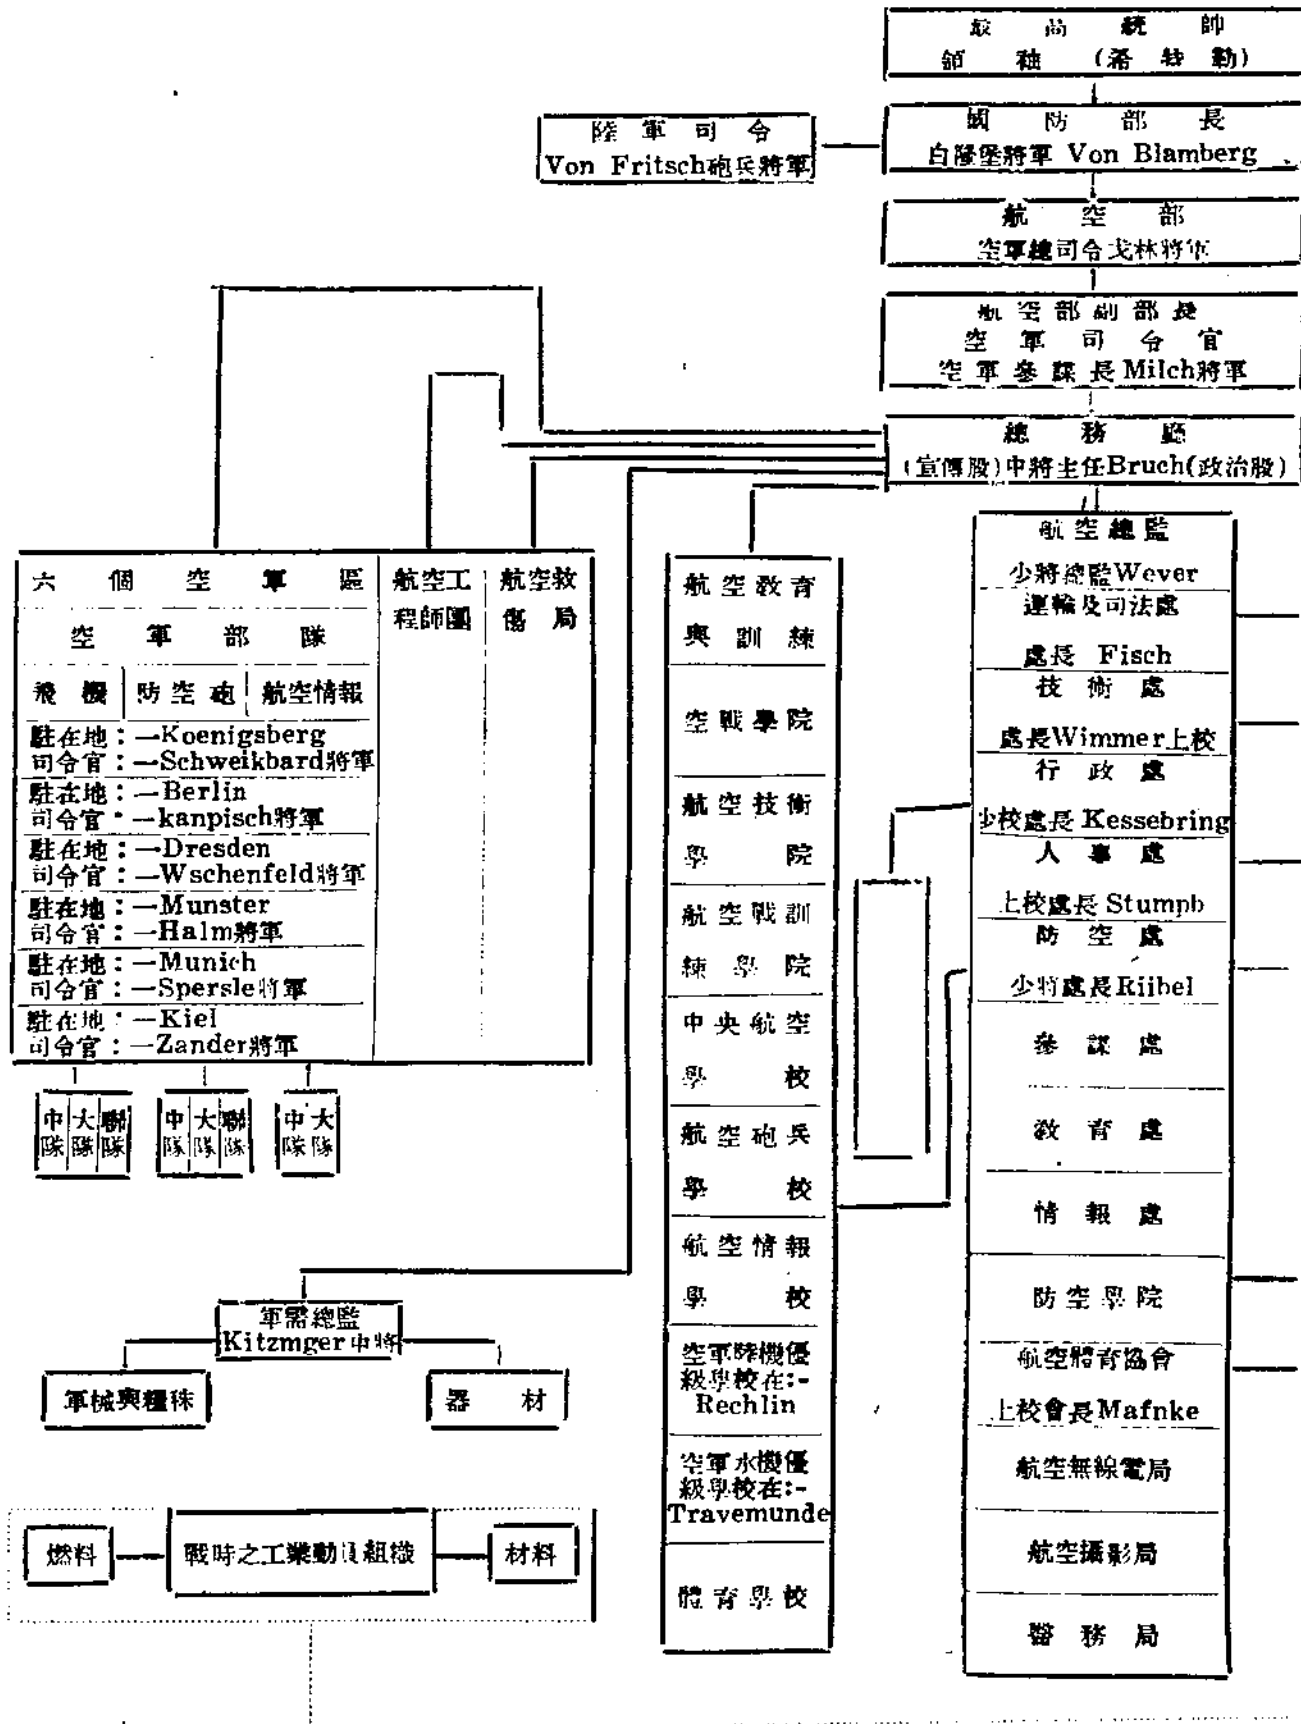 最高統帥
領袖(希特勒)
國防部長
白隆堡將軍 Von Blamberg
陸軍司令
Von Fritsch砲兵將軍
航空部
空軍總司令戈林將軍
航空部副部長
空軍司令官
空軍參謀長Milch將軍
總務廳
(宣傳股)中將主任Bruch(政治股)
六個空軍區
空軍部隊
飛機 防空砲 航空情報
駐在地:—Koenigsberg
司令官:—Schweikbard將軍
駐在地:—Berlin
司令官:—kanpisch將軍
駐在地:—Dresden
司令官:—Wschenfeld將軍
駐在地:—Munster
司令官:—Halm將軍
駐在地:—Munich
司令官:—Spersle將軍
駐在地:—Kiel
司令官:—Zander將軍
航空工
程師團
航空救
傷局
中隊 大隊 聯隊
中隊 大隊 聯隊
中隊 大隊
航空教育
與訓練
空戰學院
航空技術
學院
航空戰訓
練學院
中央航空
學校
航空砲兵
學校
航空情報
學校
空軍陸機優
級學校在:-
Rechlin
空軍水機優
級學校在:-
Travemunde
體育學校
航空總監
少將總監Wever
運輸及司法處
處長 Fisch
技術處
處長Wimmer上校
行政處
少校處長 Kessebring
人事處
上校處長 Stumpb
防空處
少將處長Riibel
參謀處
教育處
情報處
防空學院
航空體育協會
上校會長Mafnke
航空無線電局
航空攝影局
醫務局
軍需總監
Kitzmger中將
軍械與糧秣
器材
燃料
戰時之工業動員組織
材料